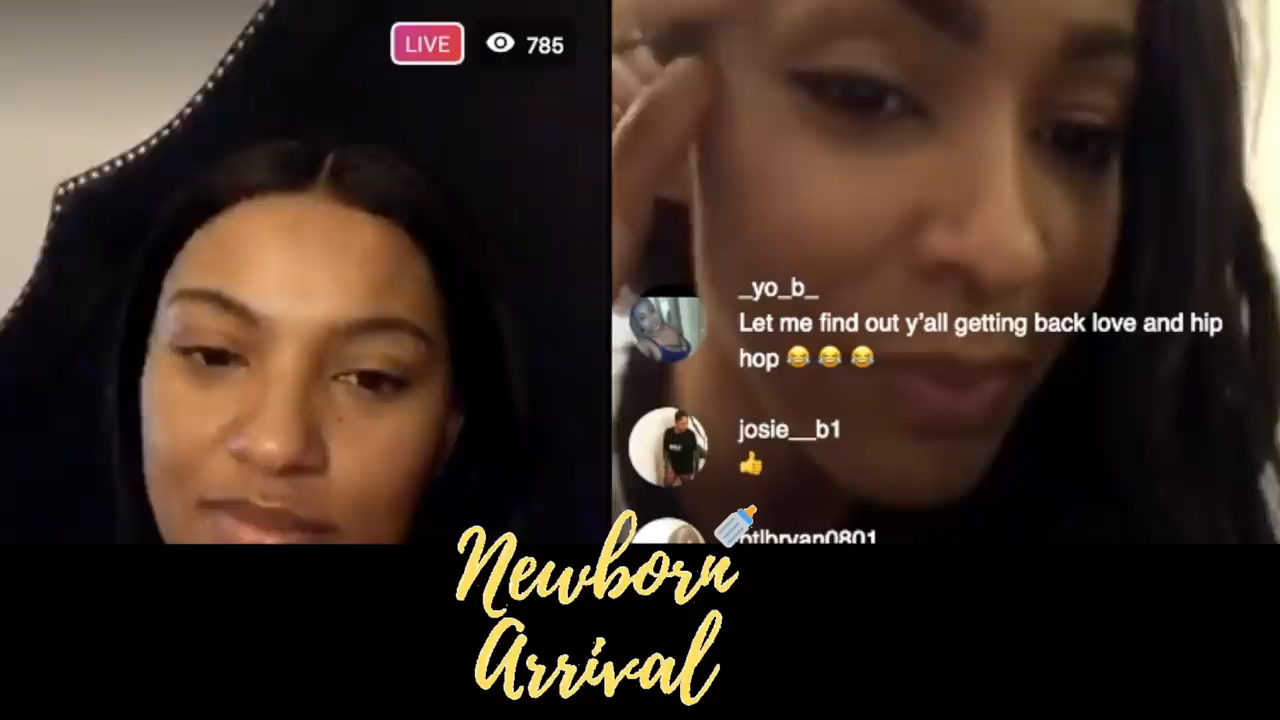 LIVE 785
_yo_b_
Let me find out y'all getting back love and hip
hop 😂 😂 😂
josie__b1
👍
Newborn
Arrival